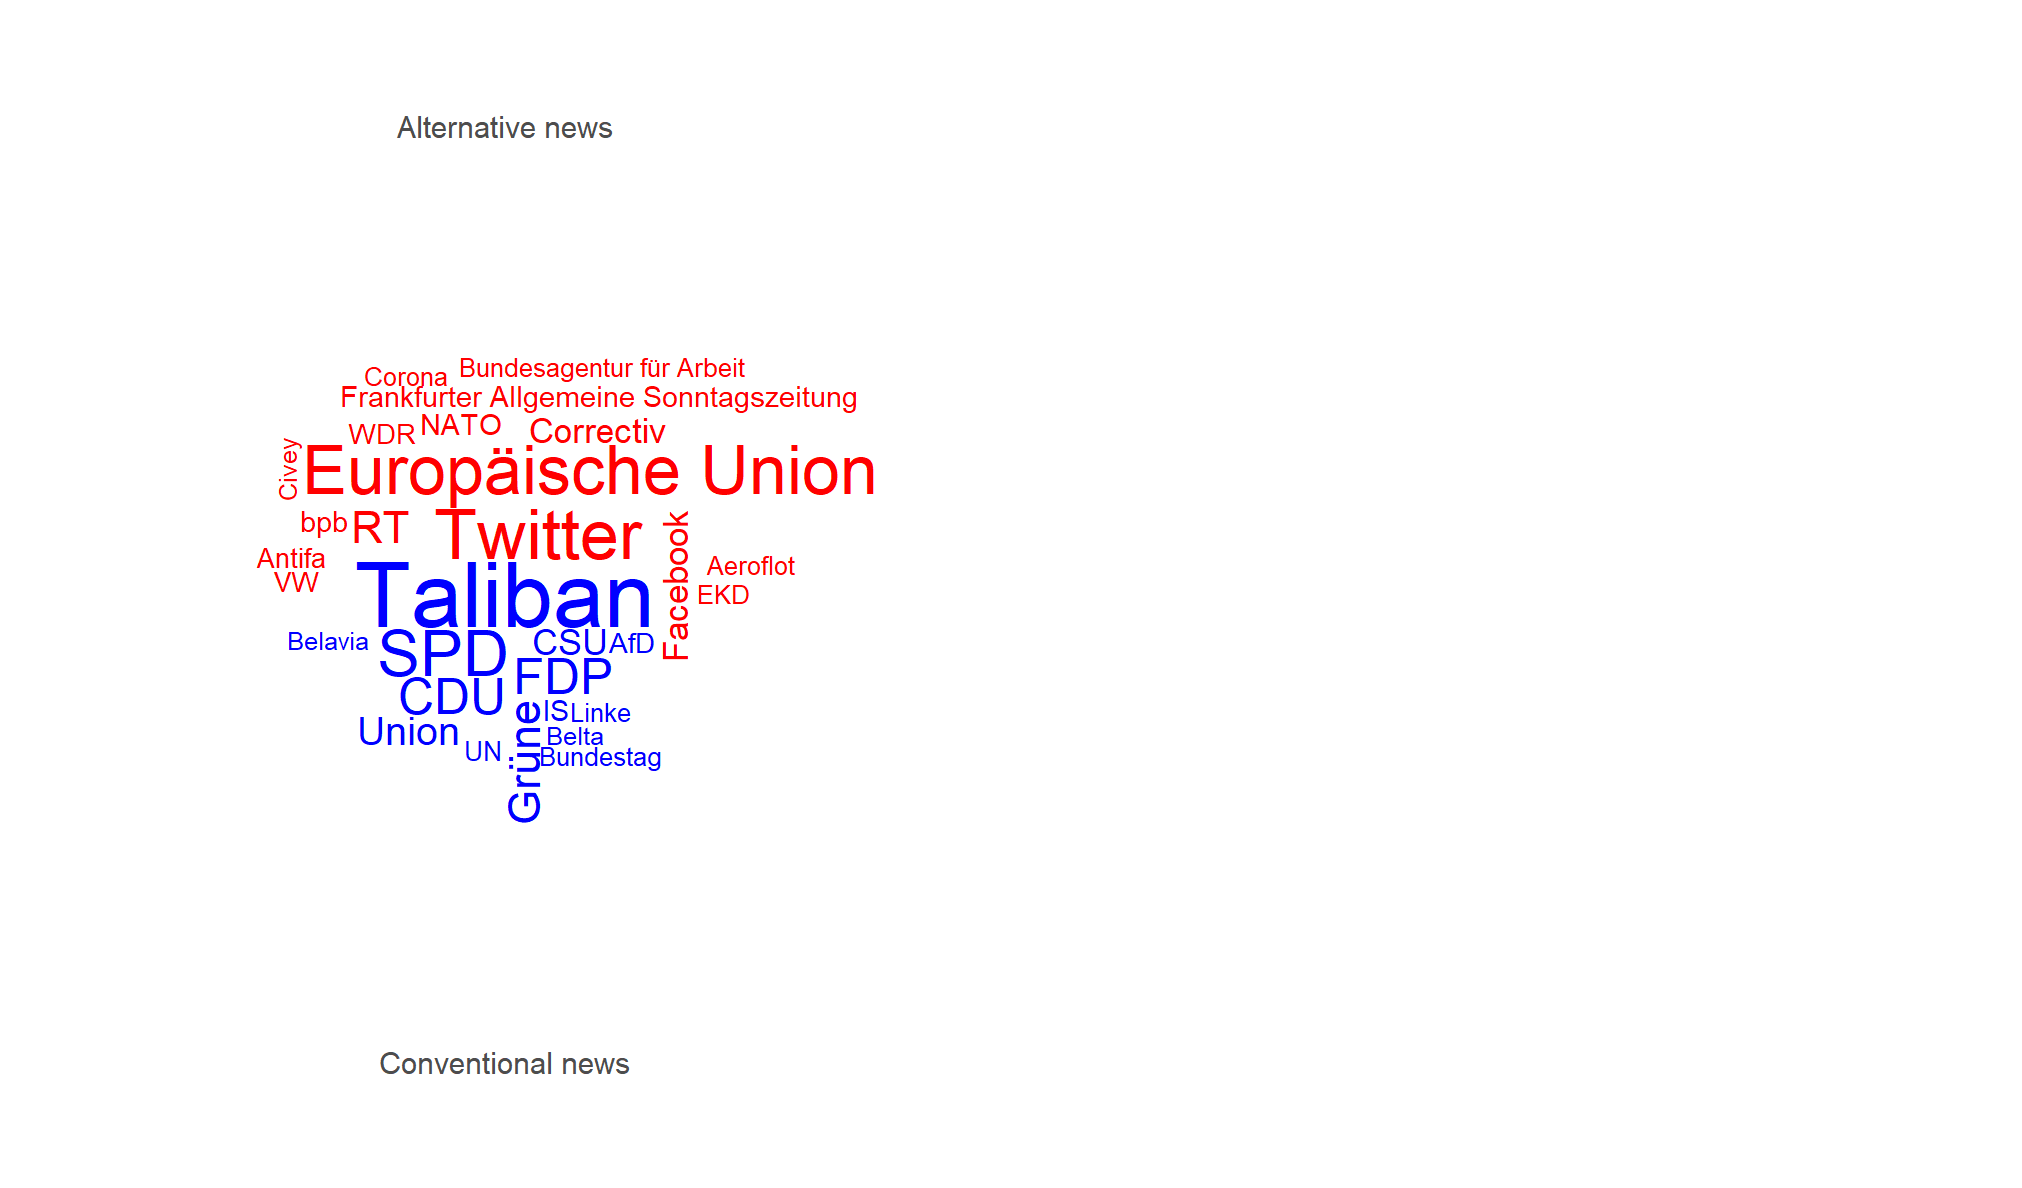 Alternative news
Bundesagentur für Arbeit
Corona
Frankfurter Allgemeine Sonntagszeitung
NATO
WDR
Correctiv
Civey
Europäische Union
bpb
RT
Twitter
Facebook
Antifa
Aeroflot
VW
EKD
Taliban
Belavia
SPD
CSU
AfD
FDP
CDU
Grüne
IS
Linke
Union
Belta
UN
Bundestag
Conventional news